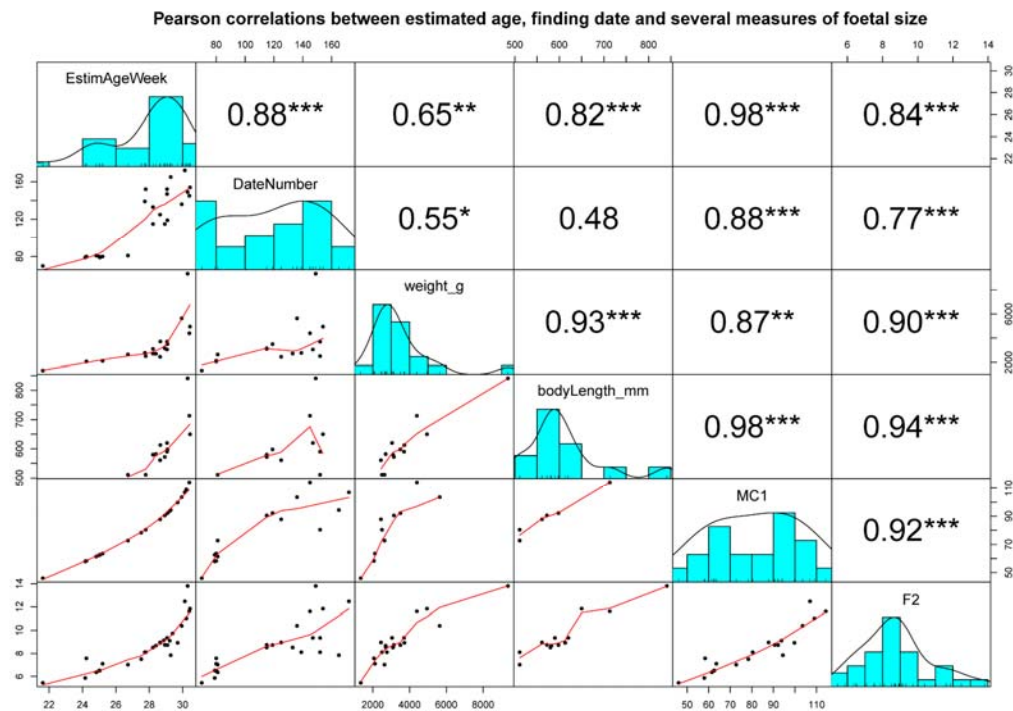 Pearson correlations between estimated age, finding date and several measures of foetal size
80 100 120 140 160
500 600 700 800
6 8 10 12 14
EstimAgeWeek
0.88***
0.65**
0.82***
0.98***
0.84***
22 24 26 28 30
80 120 160
DateNumber
0.55*
0.48
0.88***
0.77***
weight_g
0.93***
0.87**
0.90***
2000 6000
500 600 700 800
bodyLength_mm
0.98***
0.94***
MC1
0.92***
50 70 90 110
6 8 10 12 14
F2
22 24 26 28 30
2000 4000 8000
50 60 70 80 90 110